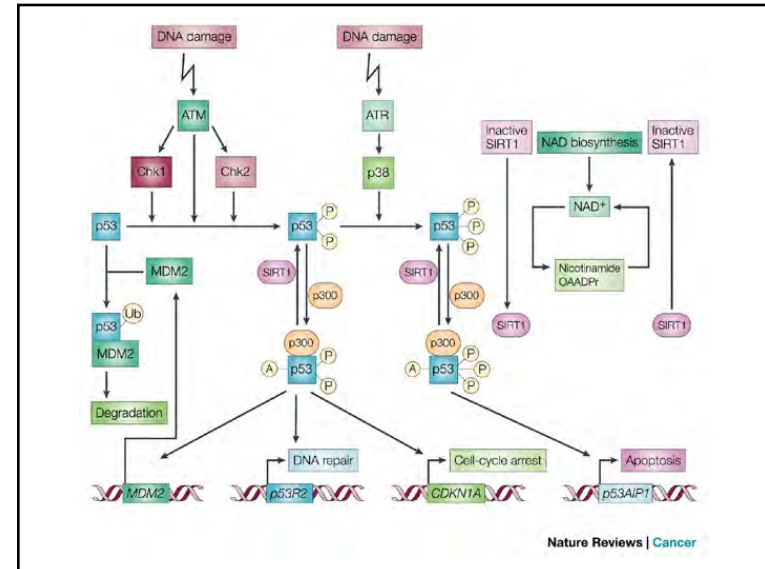 DNA damage
DNA damage
ATM
ATR
Inactive
SIRT1
NAD biosynthesis
Inactive
SIRT1
Chk1
Chk2
p38
p53
p53
P
P
p53
P
P
P
NAD+
MDM2
SIRT1
p300
SIRT1
p300
Nicotinamide
OAADPr
p53
Ub
MDM2
SIRT1
SIRT1
p300
A
p53
P
P
p300
A
p53
P
P
P
Degradation
DNA repair
Cell-cycle arrest
Apoptosis
MDM2
p53R2
CDKN1A
p53AIP1
Nature Reviews | Cancer